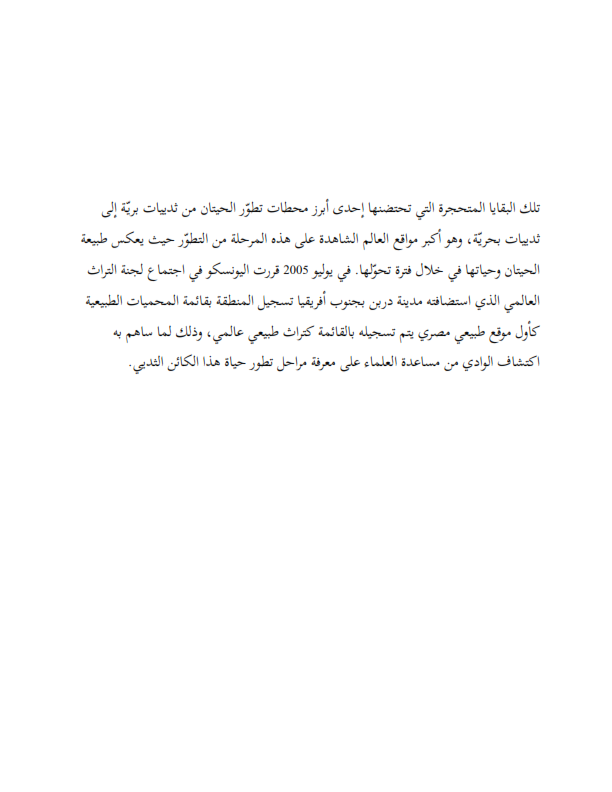 تلك البقايا المتحجرة التي تحتضنها إحدى أبرز محطات تطوّر الحيتان من ثدييات بريّة إلى
ثدييات بحريّة، وهو أكبر مواقع العالم الشاهدة على هذه المرحلة من التطوّر حيث يعكس طبيعة
الحيتان وحياتها في خلال فترة تحوّلها. في يوليو 2005 قررت اليونسكو في اجتماع لجنة التراث
العالمي الذي استضافته مدينة دربن بجنوب أفريقيا تسجيل المنطقة بقائمة المحميات الطبيعية
كأول موقع طبيعي مصري يتم تسجيله بالقائمة كتراث طبيعي عالمي، وذلك لما ساهم به
اكتشاف الوادي من مساعدة العلماء على معرفة مراحل تطور حياة هذا الكائن الثديي.